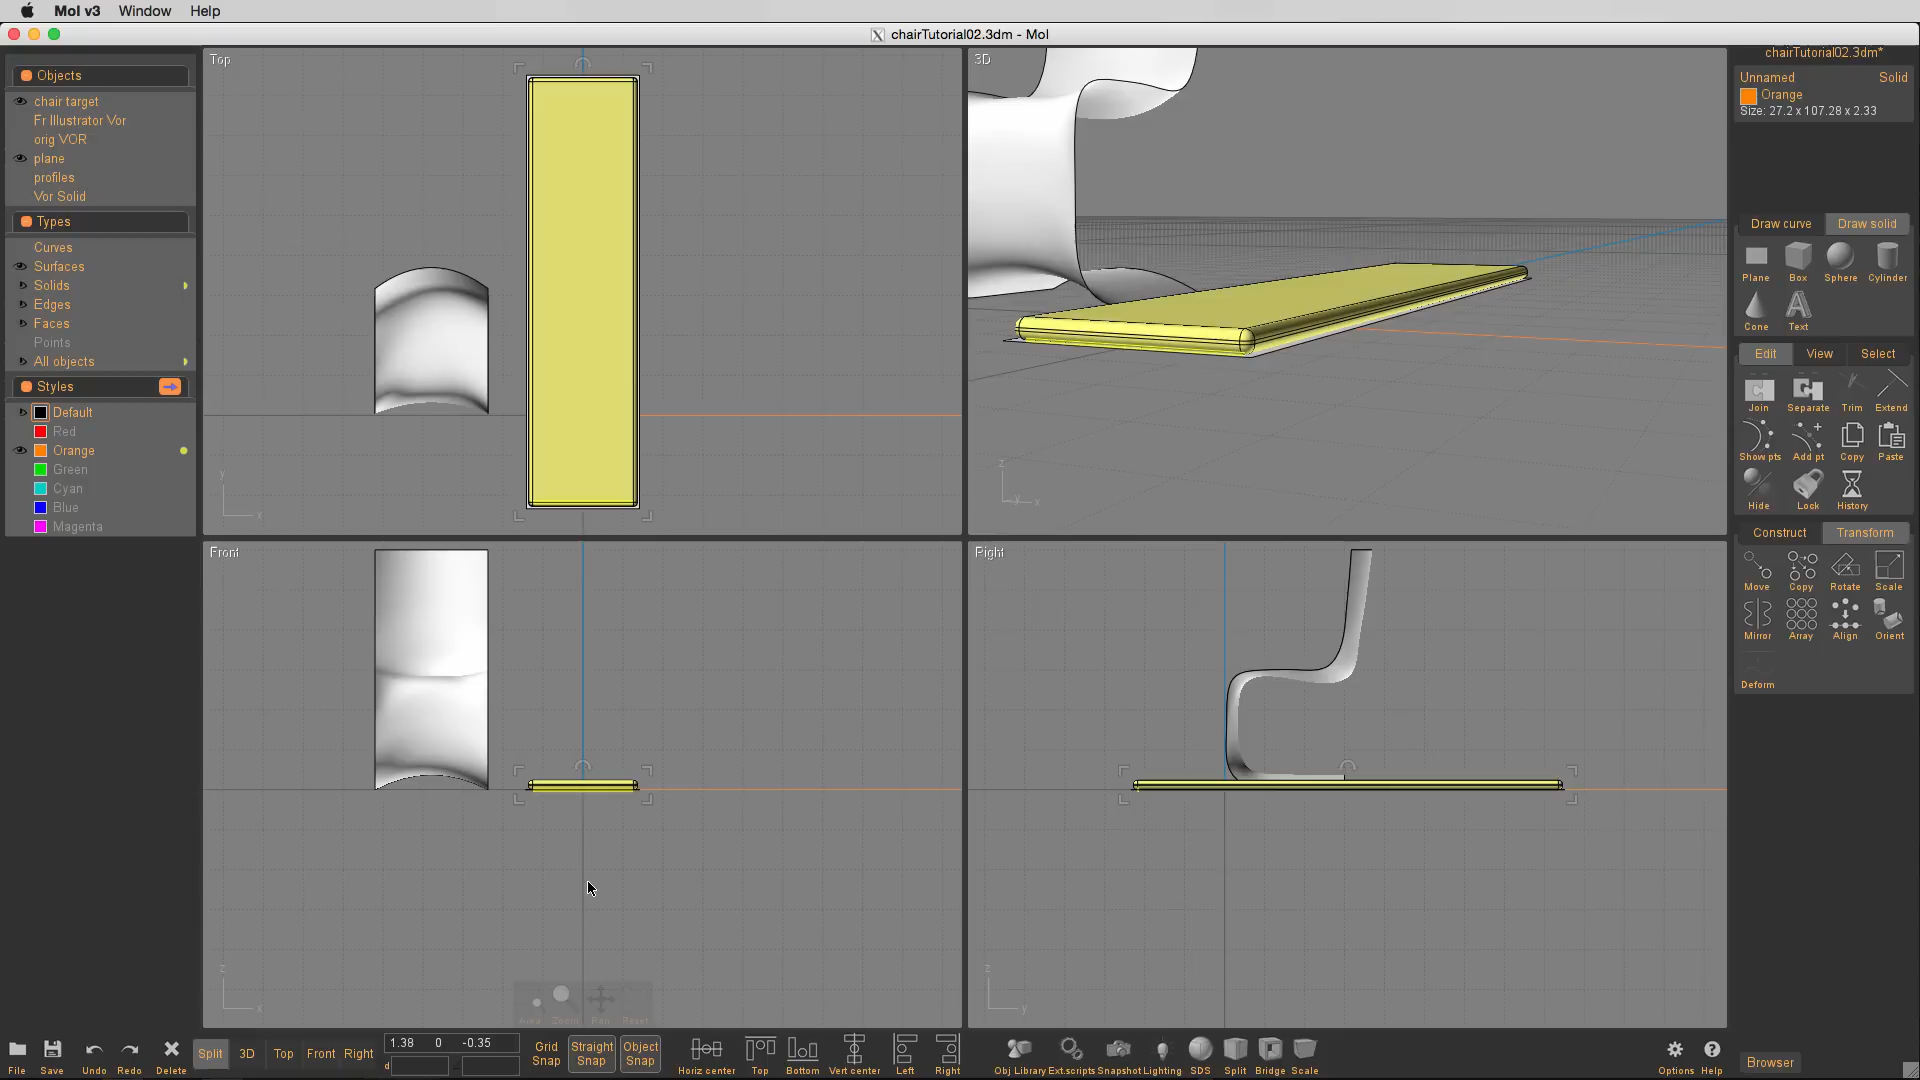 MoI v3 Window Help
chairTutorial02.3dm - MoI
Objects
chair target
Fr Illustrator Vor
orig VOR
plane
profiles
Vor Solid
Types
Curves
Surfaces
Solids
Edges
Faces
Points
All objects
Styles
Default
Red
Orange
Green
Cyan
Blue
Magenta
Top
y
x
3D
z
y x
Front
z
x
Right
z
y
Area Zoom Pan Reset
chairTutorial02.3dm*
Unnamed Solid
Orange
Size: 27.2 x 107.28 x 2.33
Draw curve Draw solid
Plane Box Sphere Cylinder
Cone Text
Edit View Select
Join Separate Trim Extend
Show pts Add pt Copy Paste
Hide Lock History
Construct Transform
Move Copy Rotate Scale
Mirror Array Align Orient
Deform
File Save Undo Redo Delete
Split 3D Top Front Right
1.38 0 -0.35
d
Grid Snap
Straight Snap
Object Snap
Horiz center Top Bottom Vert center Left Right
Obj Library Ext.scripts Snapshot Lighting SDS Split Bridge Scale
Options Help
Browser